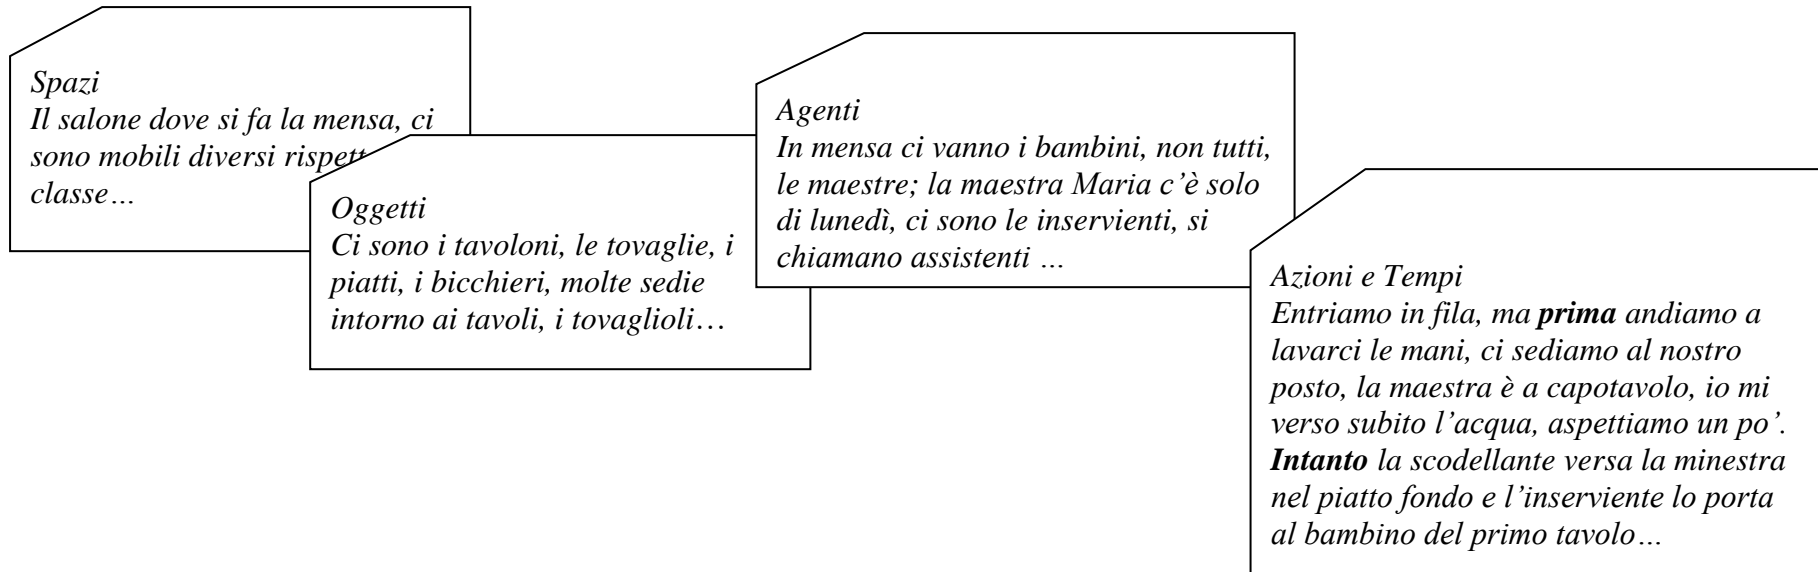 Spazi
Il salone dove si fa la mensa, ci
sono mobili diversi rispett
classe…
Oggetti
Ci sono i tavoloni, le tovaglie, i
piatti, i bicchieri, molte sedie
intorno ai tavoli, i tovaglioli…
Agenti
In mensa ci vanno i bambini, non tutti,
le maestre; la maestra Maria c’è solo
di lunedì, ci sono le inservienti, si
chiamano assistenti …
Azioni e Tempi
Entriamo in fila, ma prima andiamo a
lavarci le mani, ci sediamo al nostro
posto, la maestra è a capotavolo, io mi
verso subito l’acqua, aspettiamo un po’.
Intanto la scodellante versa la minestra
nel piatto fondo e l’inserviente lo porta
al bambino del primo tavolo…